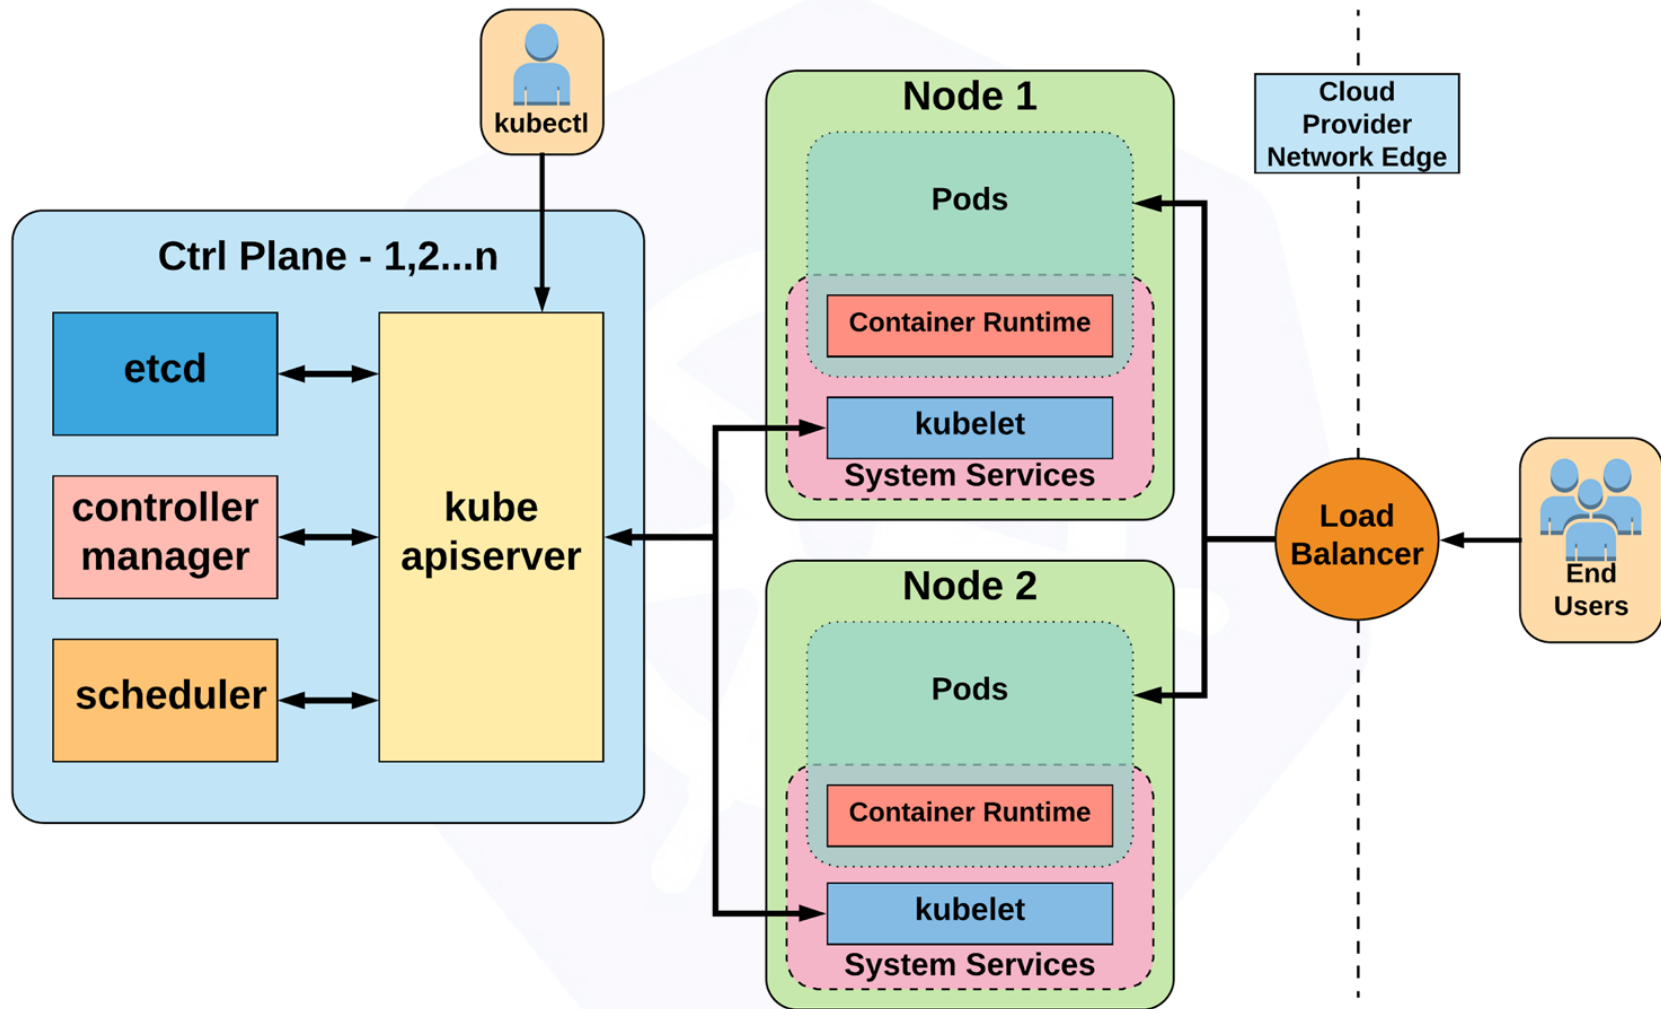 kubectl
Ctrl Plane - 1,2...n
etcd
controller
manager
scheduler
kube
apiserver
Node 1
Pods
Container Runtime
kubelet
System Services
Node 2
Pods
Container Runtime
kubelet
System Services
Cloud
Provider
Network Edge
Load
Balancer
End
Users